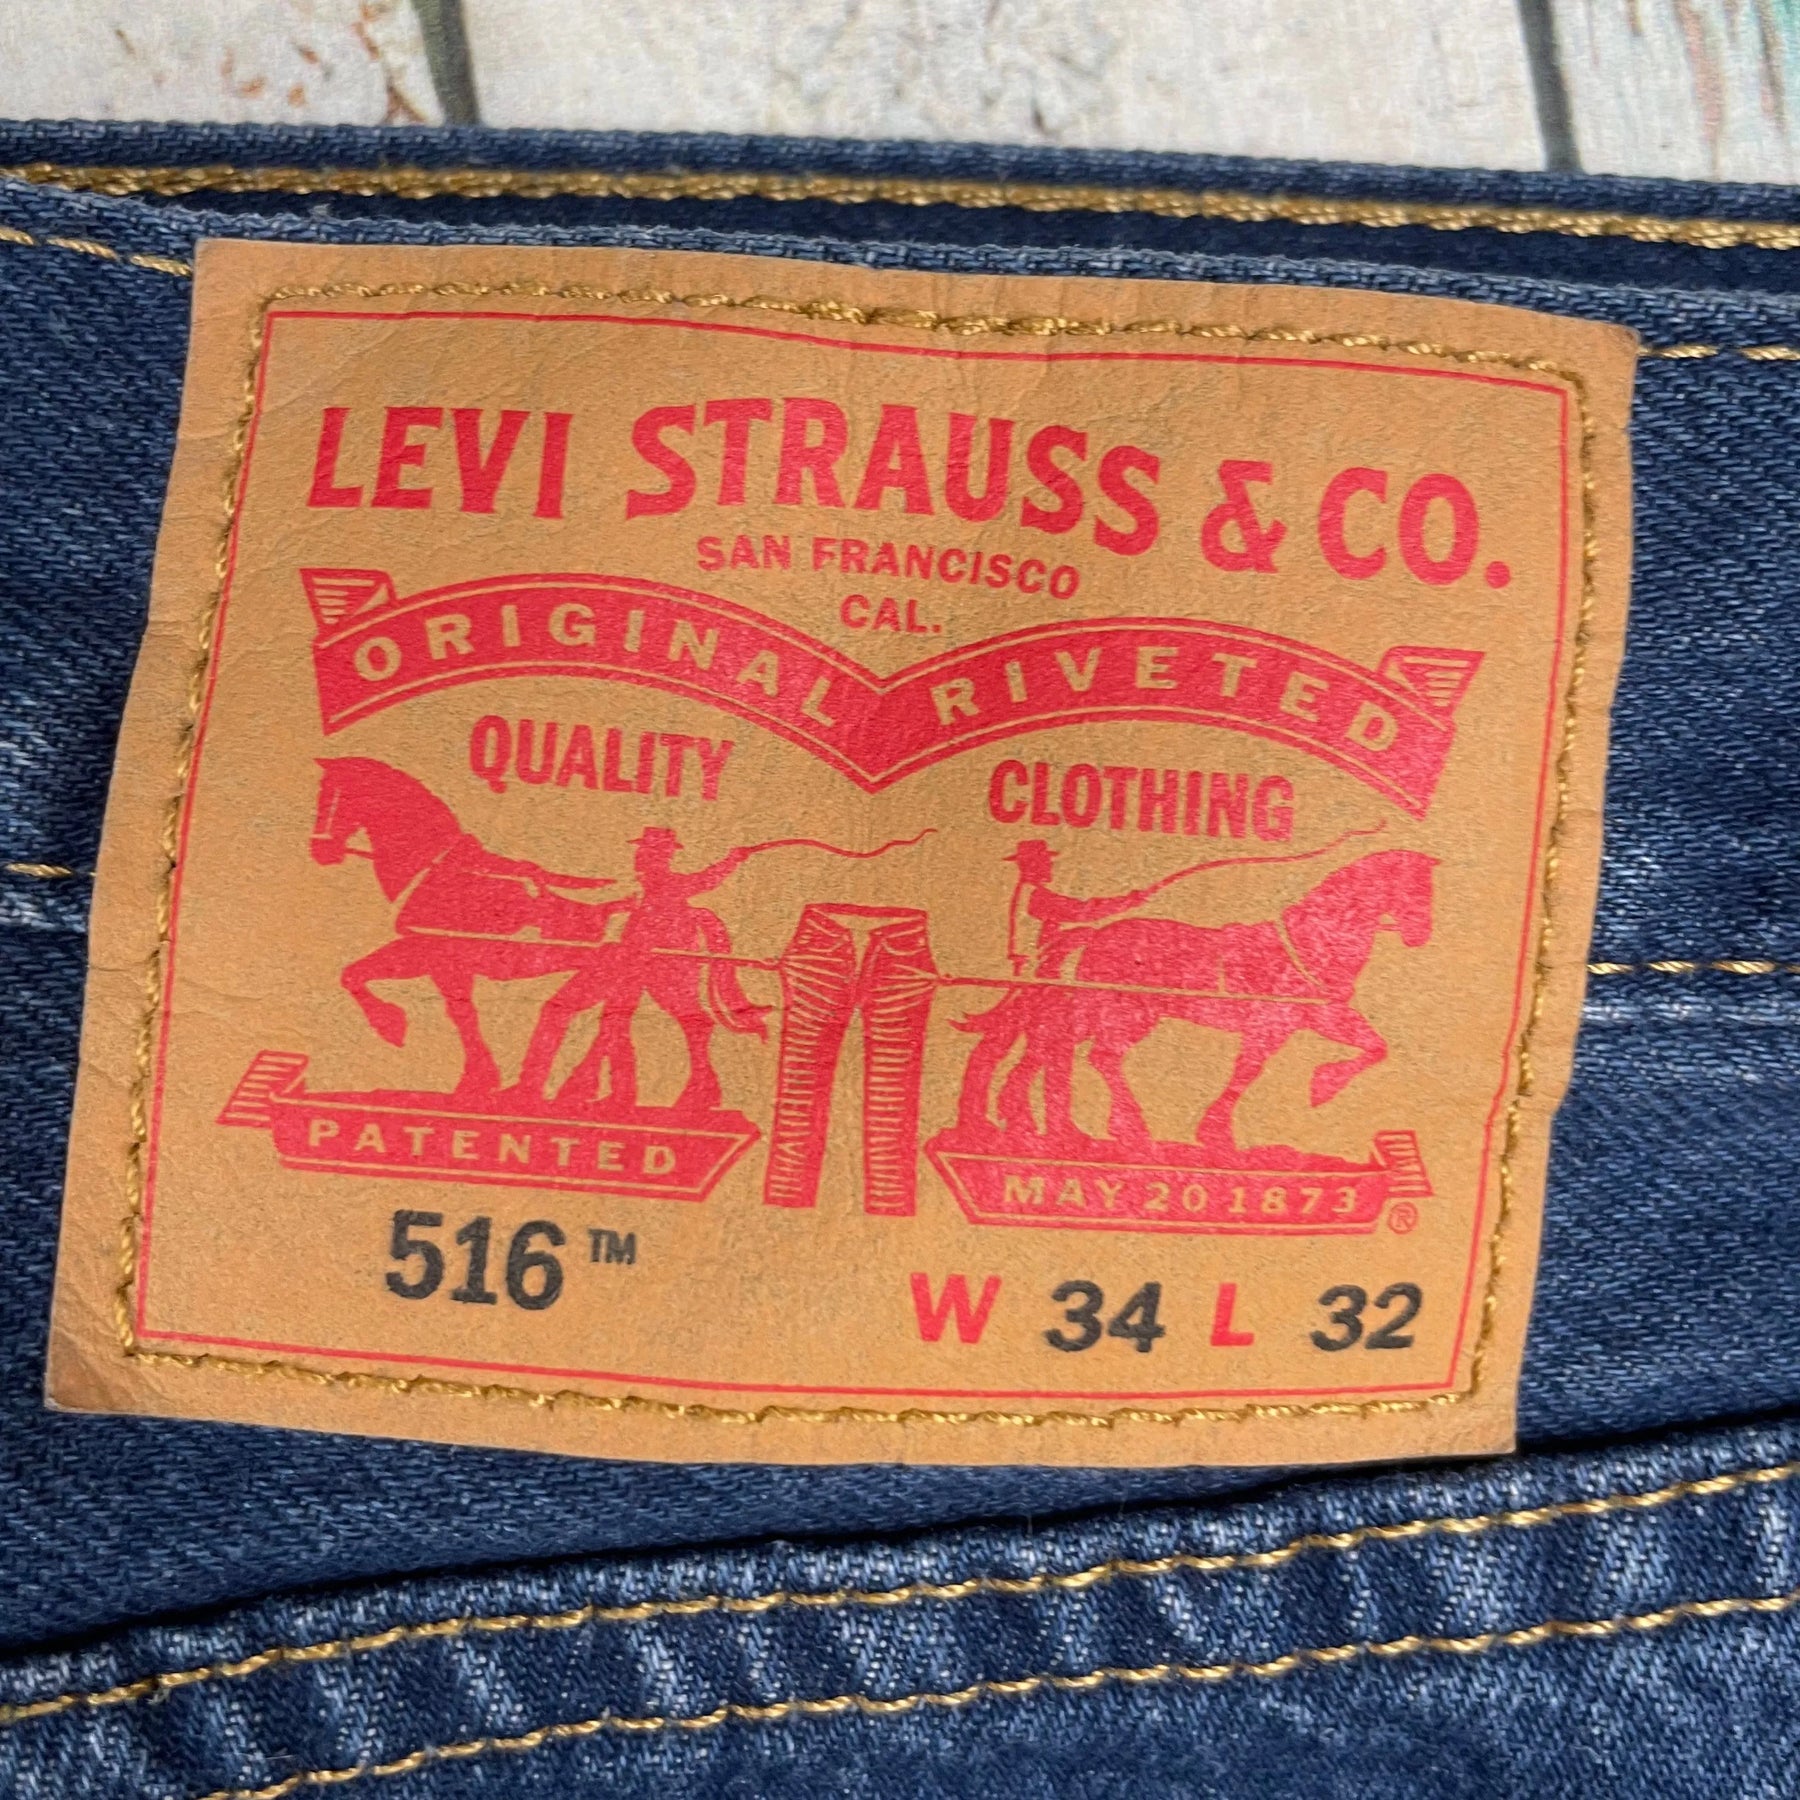 LEVI STRAUSS & CO.
SAN FRANCISCO
CAL.
ORIGINAL RIVETED
QUALITY CLOTHING
PATENTED MAY 20 1873 ®
516™ W 34 L 32